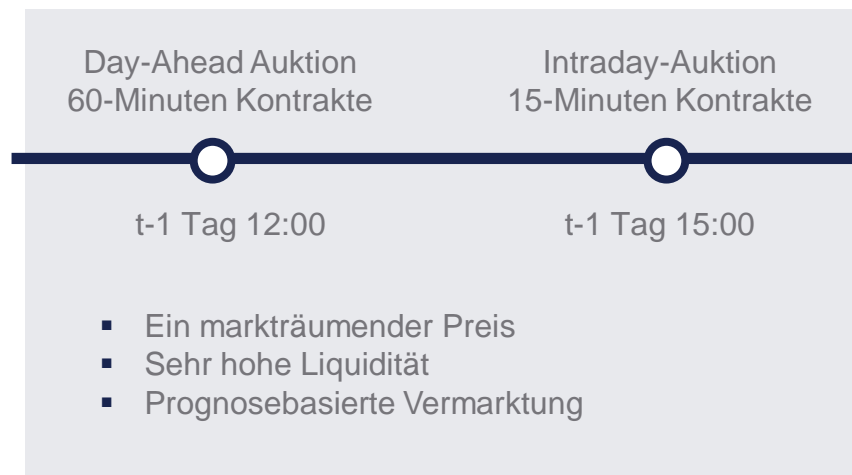 Day-Ahead Auktion
60-Minuten Kontrakte
Intraday-Auktion
15-Minuten Kontrakte
t-1 Tag 12:00
t-1 Tag 15:00
▪ Ein markträumender Preis
▪ Sehr hohe Liquidität
▪ Prognosebasierte Vermarktung